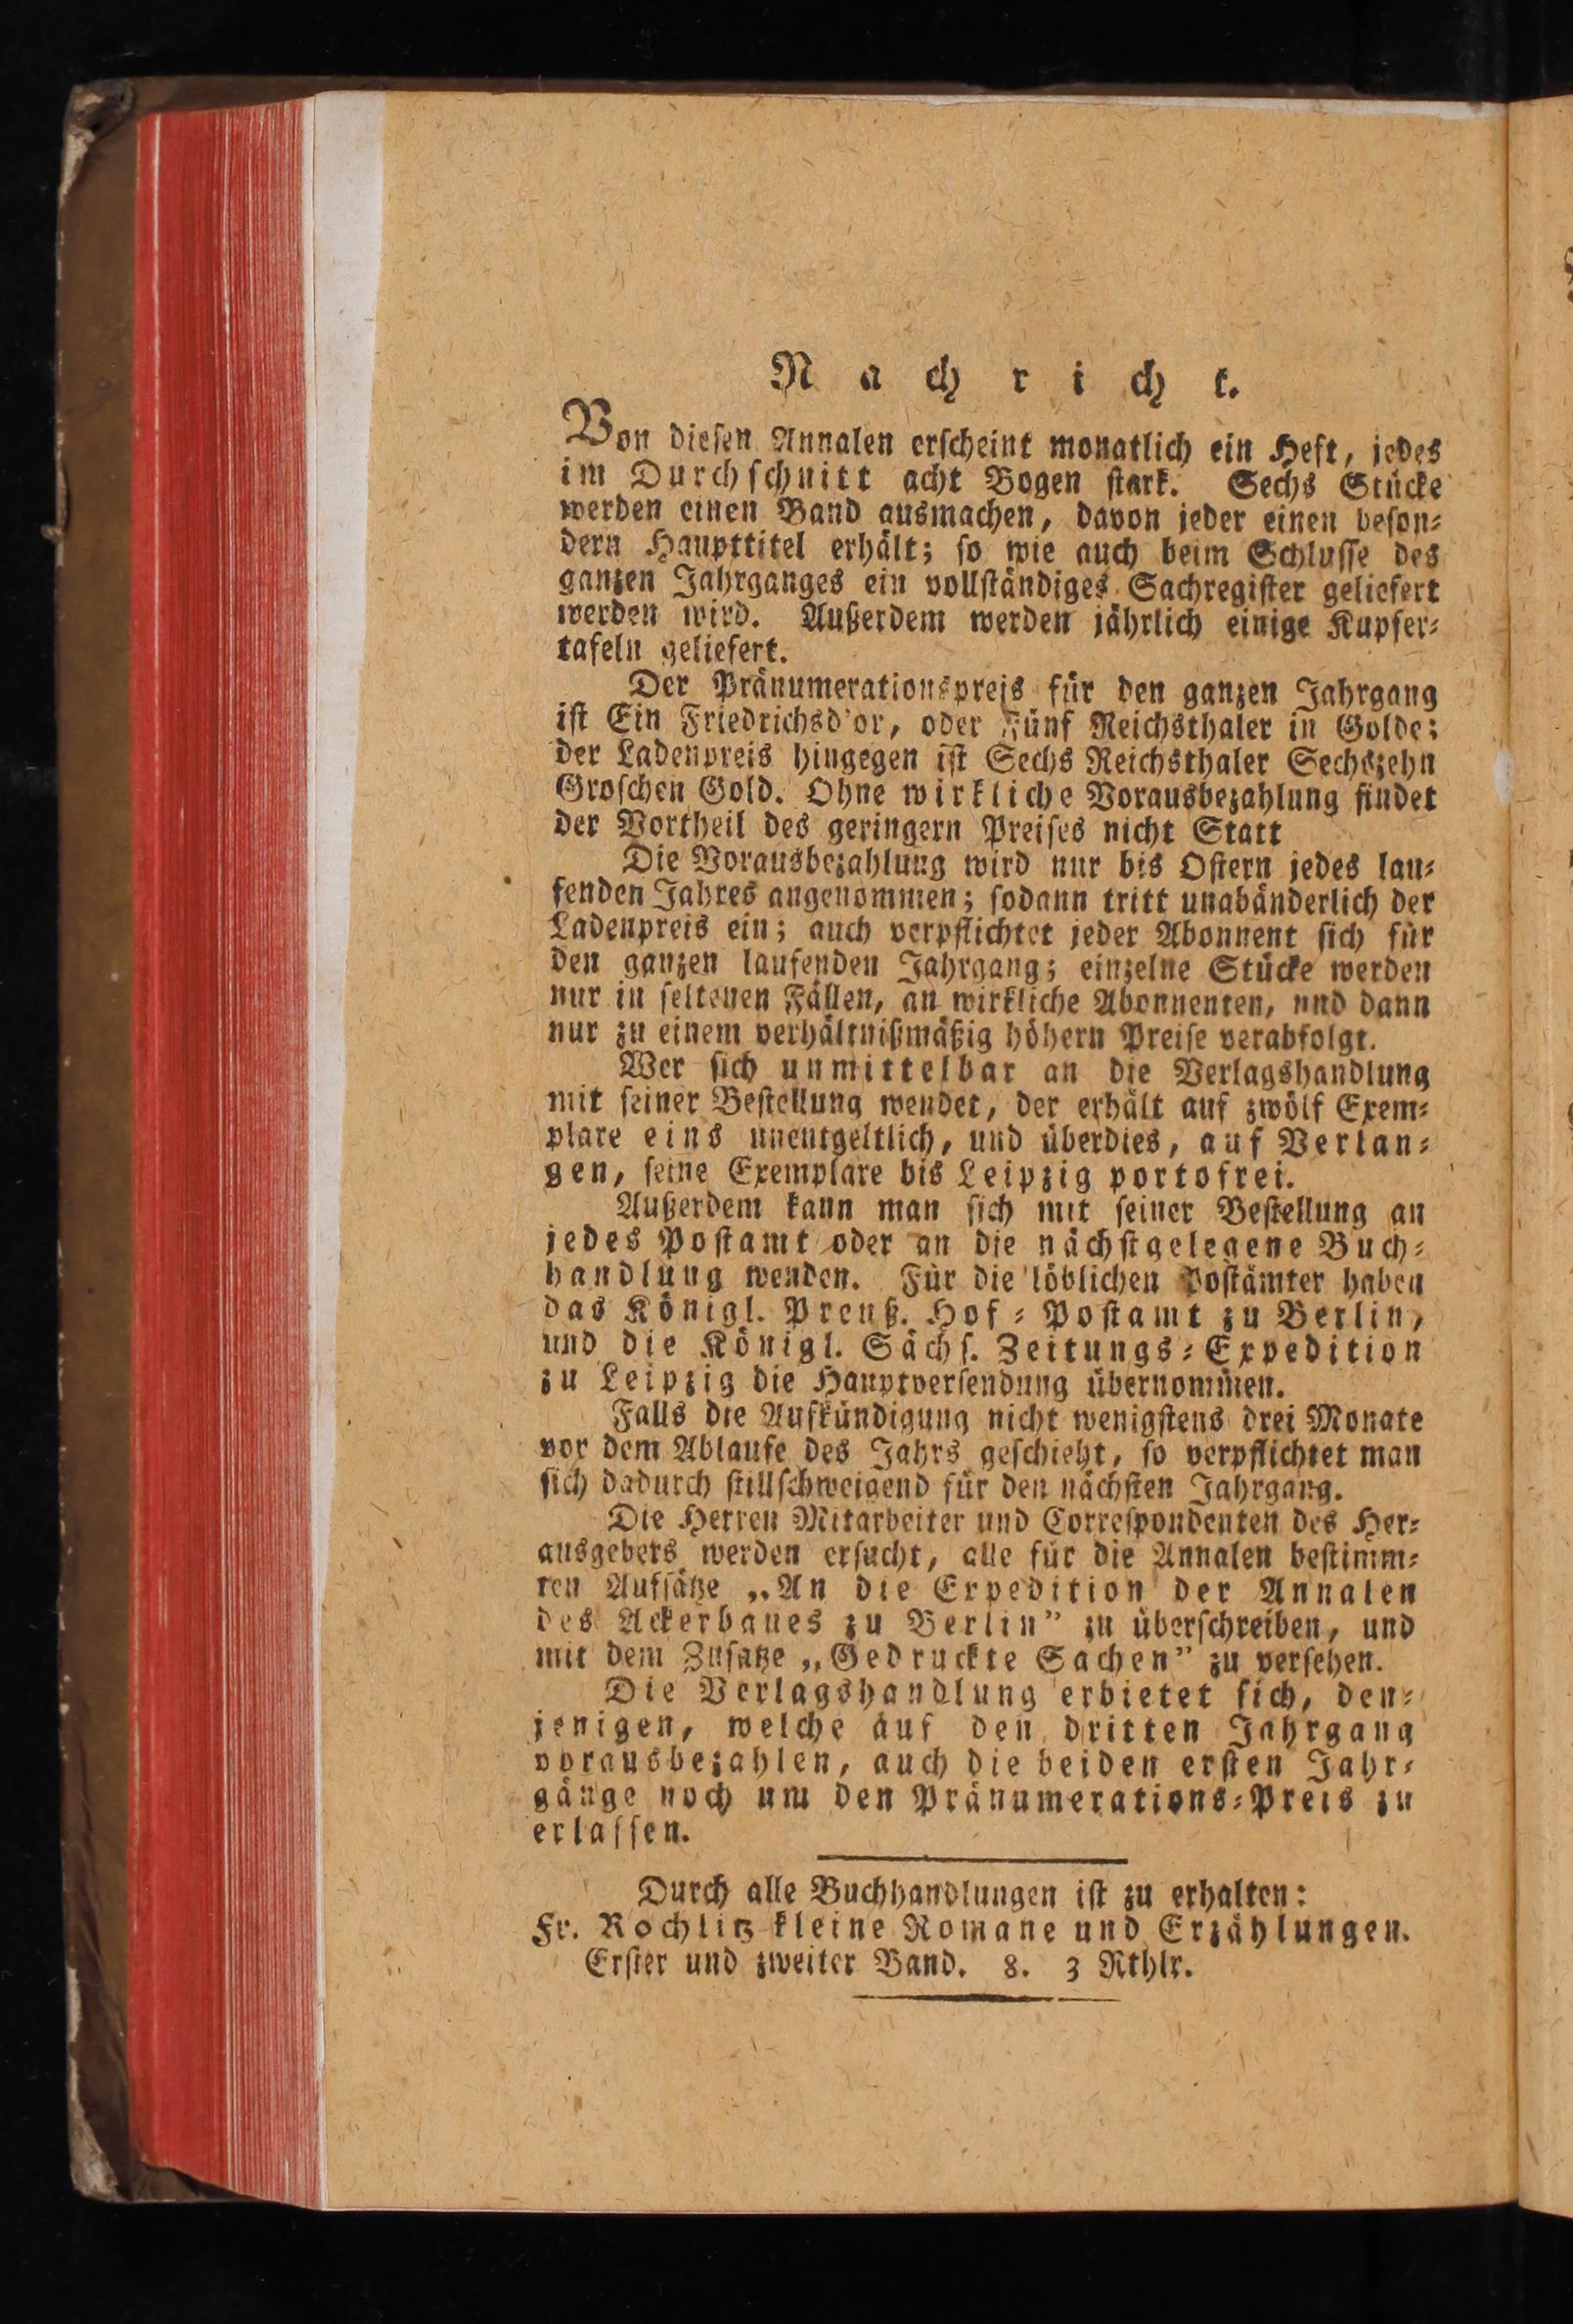 Nachricht.
Von diesen Annalen erscheint monatlich ein Heft, jedes
im Durchschnitt acht Bogen stark. Sechs Stücke
werden einen Band ausmachen, davon jeder einen beson-
dern Haupttitel erhält; so wie auch beim Schlusse des
ganzen Jahrganges ein vollständiges Sachregister geliefert
werden wird. Außerdem werden jährlich einige Kupfer-
tafeln geliefert.
Der Pränumerationspreis für den ganzen Jahrgang
ist Ein Friedrichsd'or, oder Fünf Reichsthaler in Golde;
der Ladenpreis hingegen ist Sechs Reichsthaler Sechszehn
Groschen Gold. Ohne wirkliche Vorausbezahlung findet
der Vortheil des geringern Preises nicht Statt
Die Vorausbezahlung wird nur bis Ostern jedes lau-
fenden Jahres angenommen; sodann tritt unabänderlich der
Ladenpreis ein; auch verpflichtet jeder Abonnent sich für
den ganzen laufenden Jahrgang; einzelne Stücke werden
nur in seltenen Fällen, an wirkliche Abonnenten, und dann
nur zu einem verhältnißmäßig höhern Preise verabfolgt.
Wer sich unmittelbar an die Verlagshandlung
mit seiner Bestellung wendet, der erhält auf zwölf Exem-
plare eins unentgeltlich, und überdies, auf Verlan-
gen, seine Exemplare bis Leipzig portofrei.
Außerdem kann man sich mit seiner Bestellung an
jedes Postamt oder an die nächstgelegene Buch-
handlung wenden. Für die löblichen Postämter haben
das Königl. Preuß. Hof-Postamt zu Berlin,
und die Königl. Sächs. Zeitungs-Expedition
zu Leipzig die Hauptversendung übernommen.
Falls die Aufkündigung nicht wenigstens drei Monate
vor dem Ablaufe des Jahrs geschieht, so verpflichtet man
sich dadurch stillschweigend für den nächsten Jahrgang.
Die Herren Mitarbeiter und Correspondenten des Her-
ausgebers werden ersucht, alle für die Annalen bestimm-
ten Aufsätze „An die Expedition der Annalen
des Ackerbaues zu Berlin” zu überschreiben, und
mit dem Zusatze „Gedruckte Sachen” zu versehen.
Die Verlagshandlung erbietet sich, den-
jenigen, welche auf den dritten Jahrgang
vorausbezahlen, auch die beiden ersten Jahr-
gänge noch um den Pränumerations-Preis zu
erlassen.
Durch alle Buchhandlungen ist zu erhalten:
Fr. Rochlitz kleine Romane und Erzählungen.
Erster und zweiter Band. 8. 3 Rthlr.